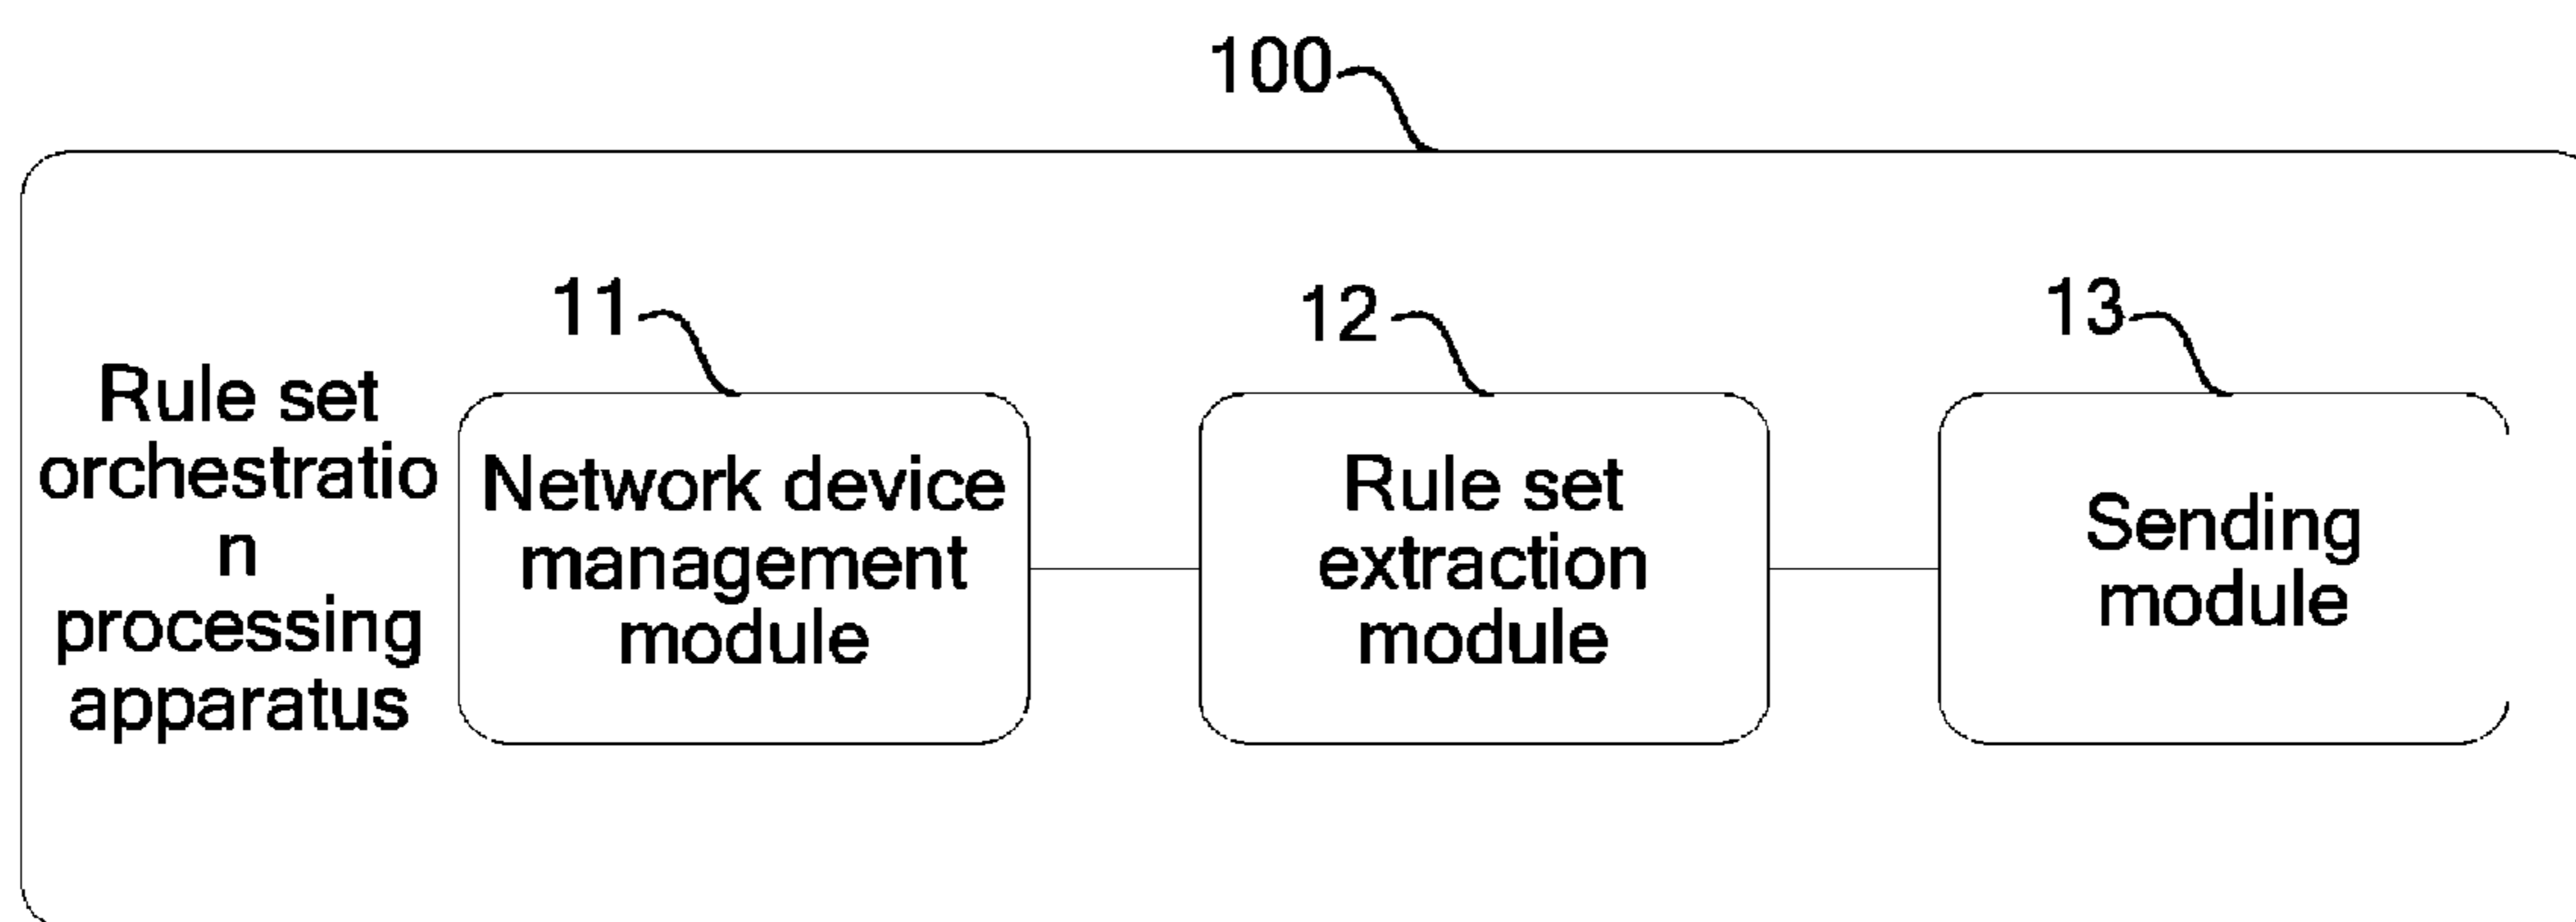 100
11
12
13
Rule set
orchestratio
n
processing
apparatus
Network device
management
module
Rule set
extraction
module
Sending
module